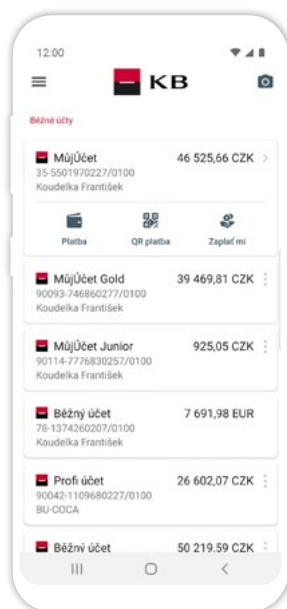 12:00
KB
Běžné účty
MůjÚčet 46 525,66 CZK
35-5501970227/0100
Koudelka František
Platba QR platba Zaplať mi
MůjÚčet Gold 39 469,81 CZK
90093-746860277/0100
Koudelka František
MůjÚčet Junior 925,05 CZK
90114-7776830257/0100
Koudelka František
Běžný účet 7 691,98 EUR
78-1374260207/0100
Koudelka František
Profi účet 26 602,07 CZK
90042-1109680227/0100
BU-COCA
Běžný účet 50 219,59 CZK